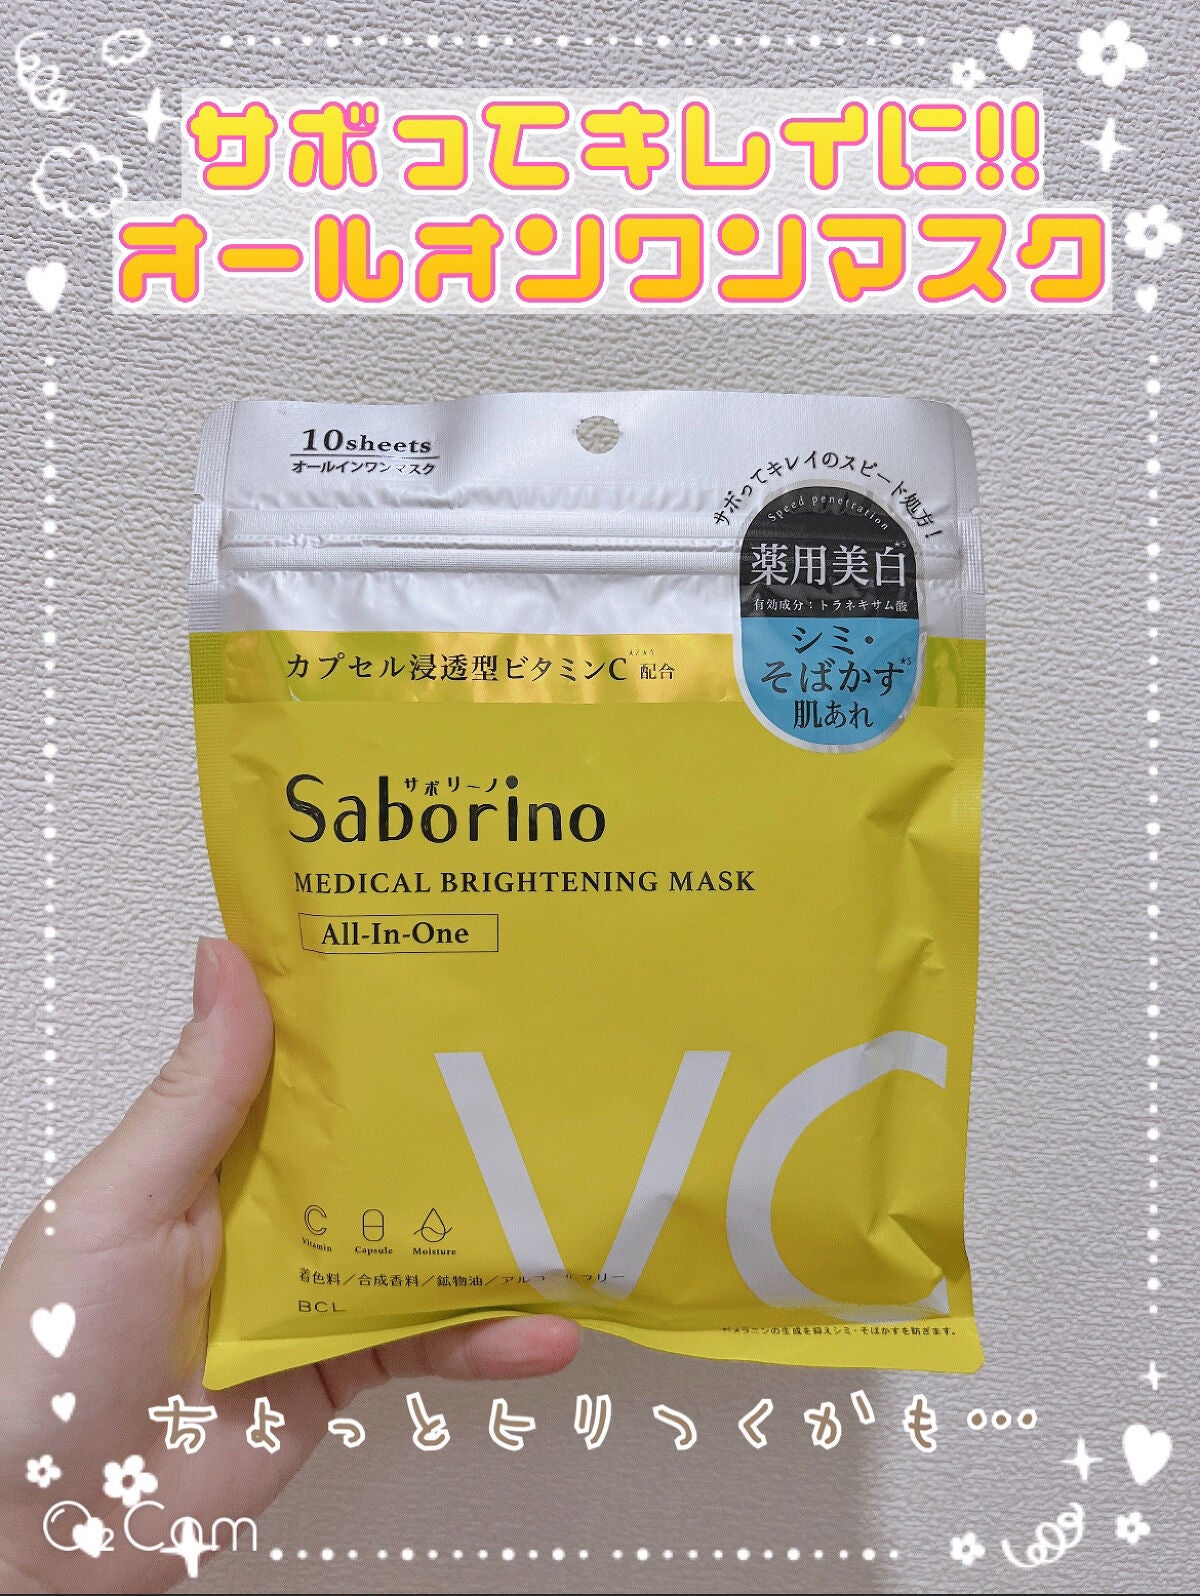 サボってキレイに!!
オールオンワンマスク
10sheets
オールインワンマスク
サボってキレイのスピード処方！
Speed penetration
薬用美白
有効成分：トラネキサム酸
シミ・
そばかす
肌あれ
カプセル浸透型ビタミンC 配合
サボリーノ
Saborino
MEDICAL BRIGHTENING MASK
All-In-One
VC
Vitamin Capsule Moisture
着色料／合成香料／鉱物油／アルコールフリー
BCL
メラニンの生成を抑えシミ・そばかすを防ぎます。
ちょっとヒリつくかも…
O₂Cam